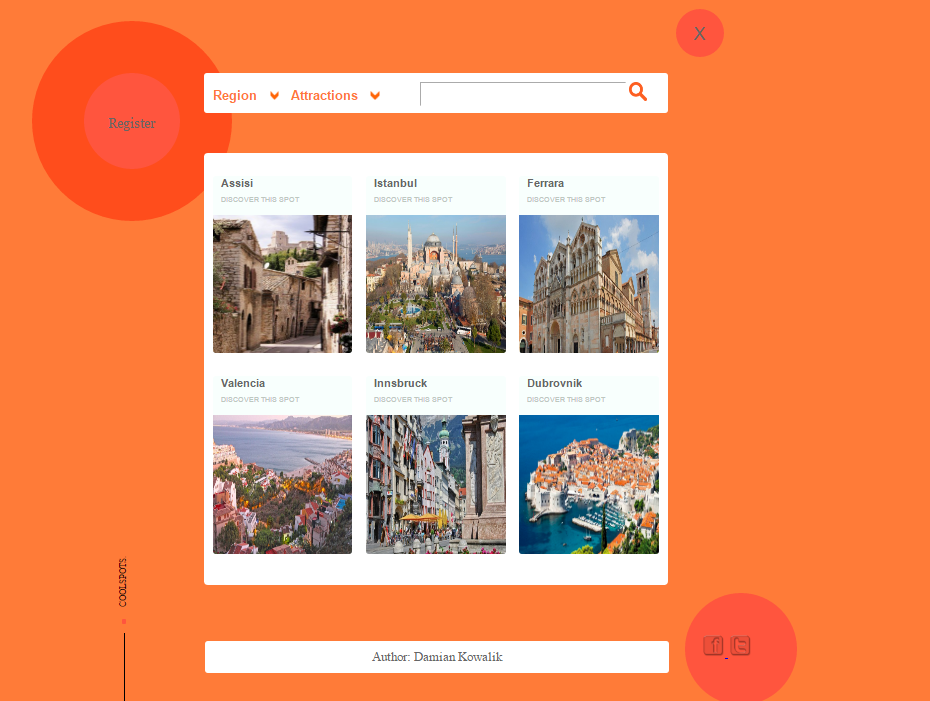 X
Region Attractions
Register
Assisi
DISCOVER THIS SPOT
Istanbul
DISCOVER THIS SPOT
Ferrara
DISCOVER THIS SPOT
Valencia
DISCOVER THIS SPOT
Innsbruck
DISCOVER THIS SPOT
Dubrovnik
DISCOVER THIS SPOT
COOLSPOTS
Author: Damian Kowalik
f t